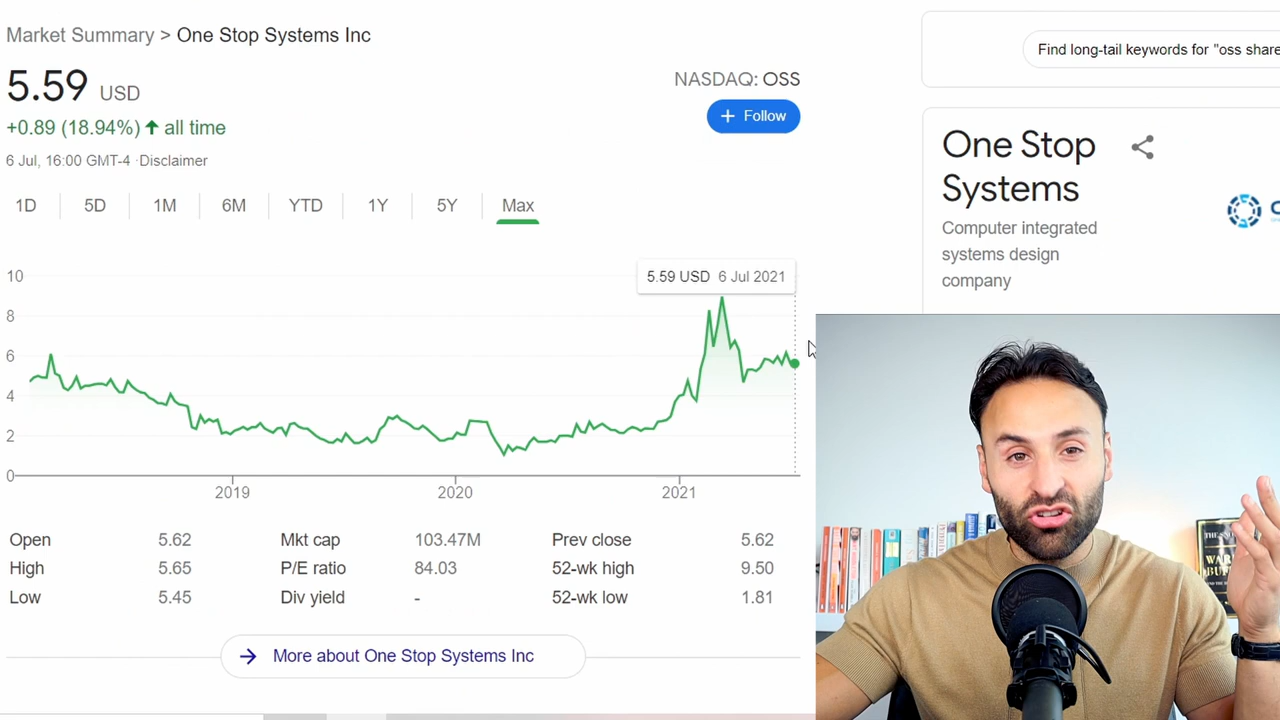 Market Summary > One Stop Systems Inc
5.59 USD
+0.89 (18.94%) ↑ all time
6 Jul, 16:00 GMT-4 ·Disclaimer
NASDAQ: OSS
+ Follow
1D 5D 1M 6M YTD 1Y 5Y Max
5.59 USD 6 Jul 2021
10
8
6
4
2
0
2019 2020 2021
Open 5.62 Mkt cap 103.47M Prev close 5.62
High 5.65 P/E ratio 84.03 52-wk high 9.50
Low 5.45 Div yield - 52-wk low 1.81
→ More about One Stop Systems Inc
Find long-tail keywords for "oss share
One Stop
Systems
Computer integrated
systems design
company